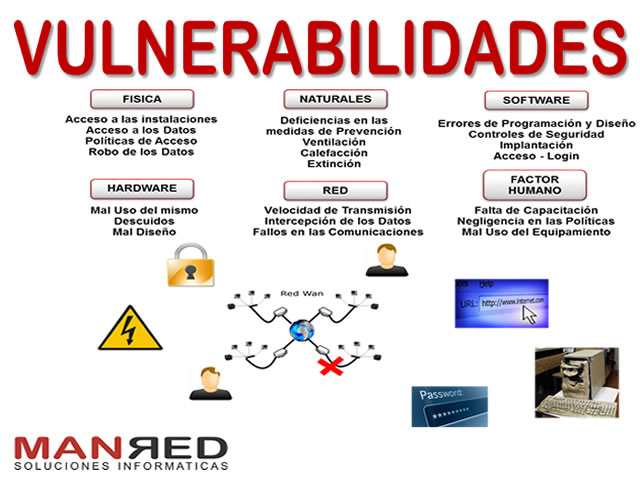 VULNERABILIDADES
FISICA
Acceso a las instalaciones
Acceso a los Datos
Políticas de Acceso
Robo de los Datos
NATURALES
Deficiencias en las
medidas de Prevención
Ventilación
Calefacción
Extinción
SOFTWARE
Errores de Programación y Diseño
Controles de Seguridad
Implantación
Acceso - Login
HARDWARE
Mal Uso del mismo
Descuidos
Mal Diseño
RED
Velocidad de Transmisión
Intercepción de los Datos
Fallos en las Comunicaciones
FACTOR
HUMANO
Falta de Capacitación
Negligencia en las Políticas
Mal Uso del Equipamiento
Red Wan
Help
URL: http://www.internet.com
Password:
MANRED
SOLUCIONES INFORMATICAS